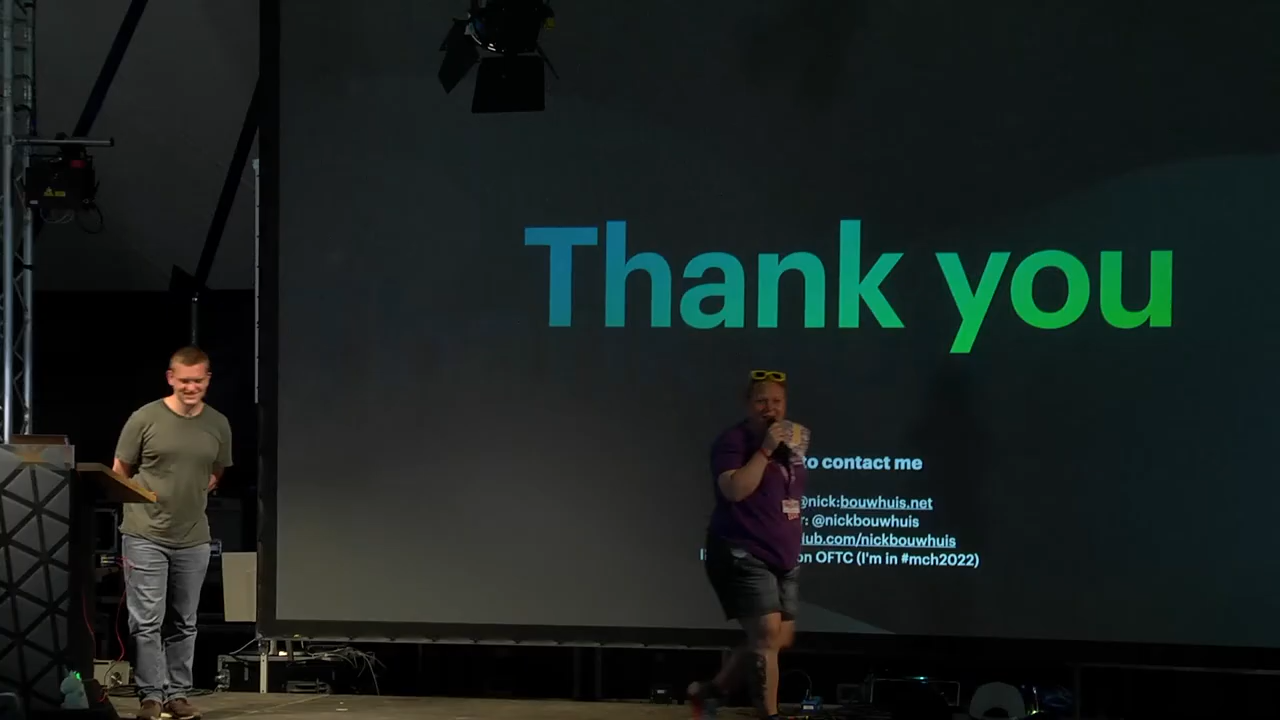 Thank you
to contact me
@nick:bouwhuis.net
r: @nickbouwhuis
ub.com/nickbouwhuis
on OFTC (I'm in #mch2022)